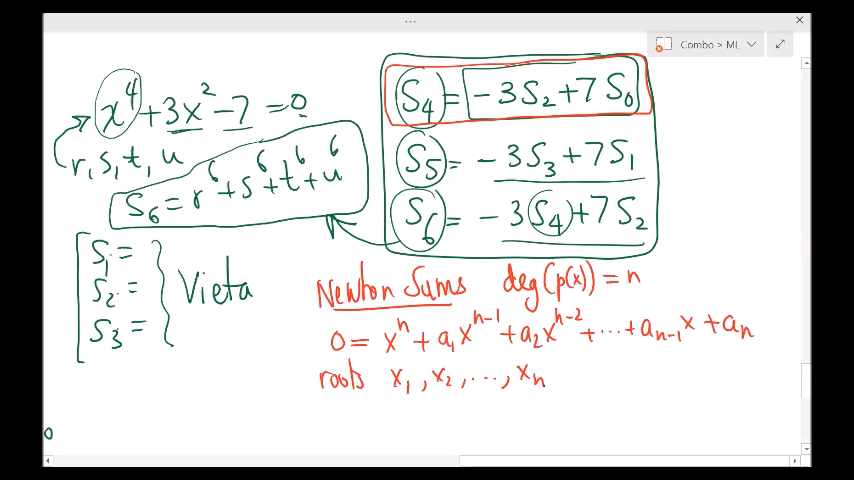 Combo > ML
x⁴ + 3x² - 7 = 0
r, s, t, u
S₆ = r⁶ + s⁶ + t⁶ + u⁶
S₁ =
S₂ =
S₃ =
Vieta
S₄ = -3S₂ + 7S₀
S₅ = -3S₃ + 7S₁
S₆ = -3(S₄) + 7S₂
Newton Sums deg(p(x)) = n
0 = xⁿ + a₁xⁿ⁻¹ + a₂xⁿ⁻² + ... + aₙ₋₁x + aₙ
roots x₁, x₂, ..., xₙ